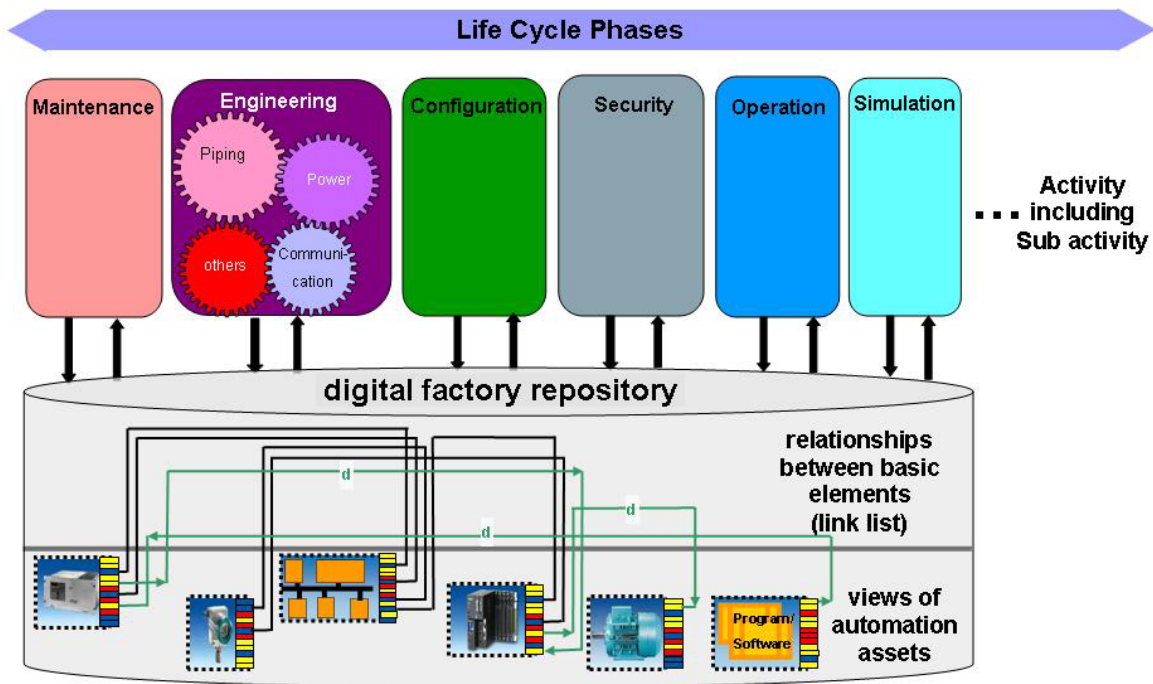 Life Cycle Phases
Maintenance
Engineering
Configuration
Security
Operation
Simulation
Piping
Power
others
Communi-
cation
Activity
including
Sub activity
digital factory repository
relationships
between basic
elements
(link list)
d
d
d
Program/
Software
views of
automation
assets